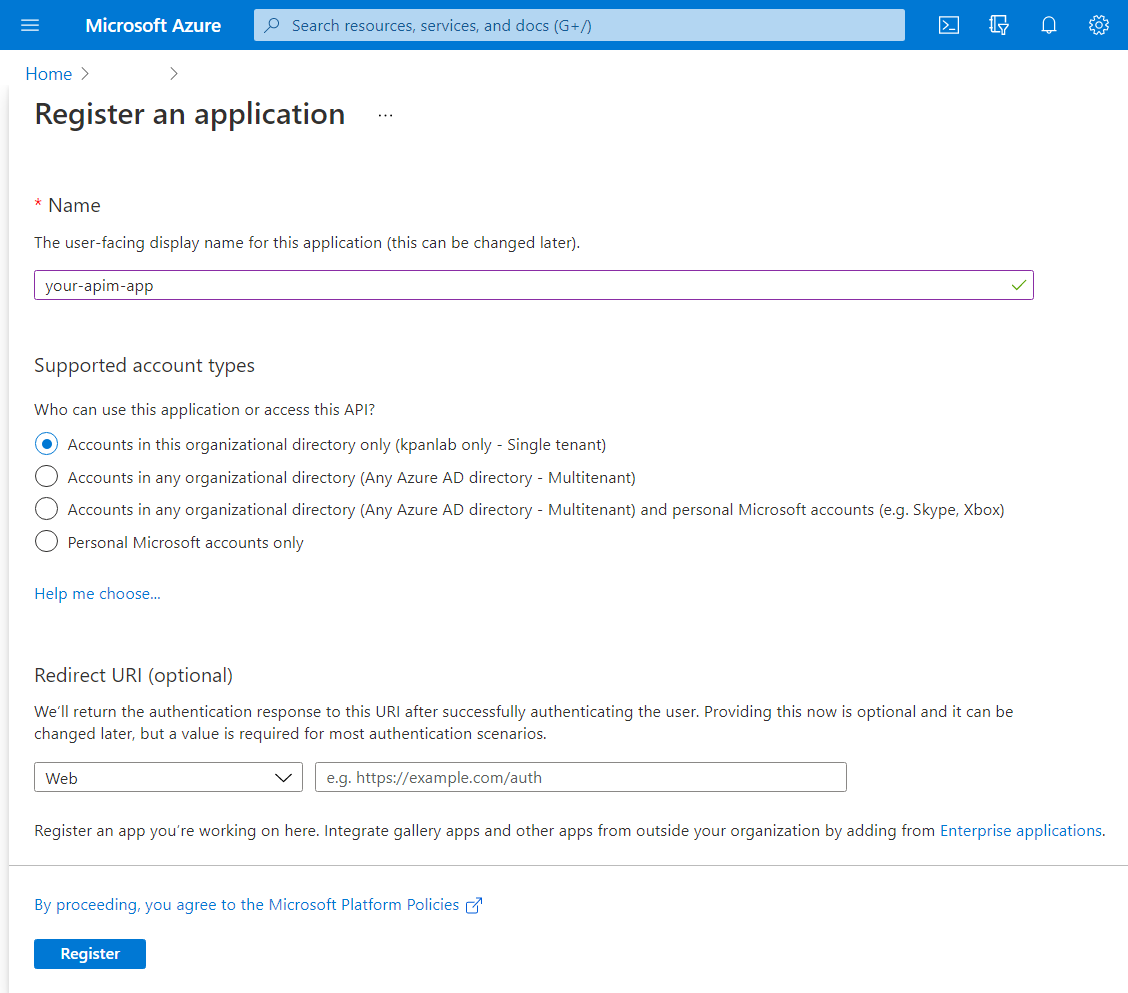 Microsoft Azure
Search resources, services, and docs (G+/)
Home
Register an application
...
* Name
The user-facing display name for this application (this can be changed later).
your-apim-app
Supported account types
Who can use this application or access this API?
Accounts in this organizational directory only (kpanlab only - Single tenant)
Accounts in any organizational directory (Any Azure AD directory - Multitenant)
Accounts in any organizational directory (Any Azure AD directory - Multitenant) and personal Microsoft accounts (e.g. Skype, Xbox)
Personal Microsoft accounts only
Help me choose...
Redirect URI (optional)
We'll return the authentication response to this URI after successfully authenticating the user. Providing this now is optional and it can be
changed later, but a value is required for most authentication scenarios.
Web
e.g. https://example.com/auth
Register an app you're working on here. Integrate gallery apps and other apps from outside your organization by adding from Enterprise applications.
By proceeding, you agree to the Microsoft Platform Policies
Register